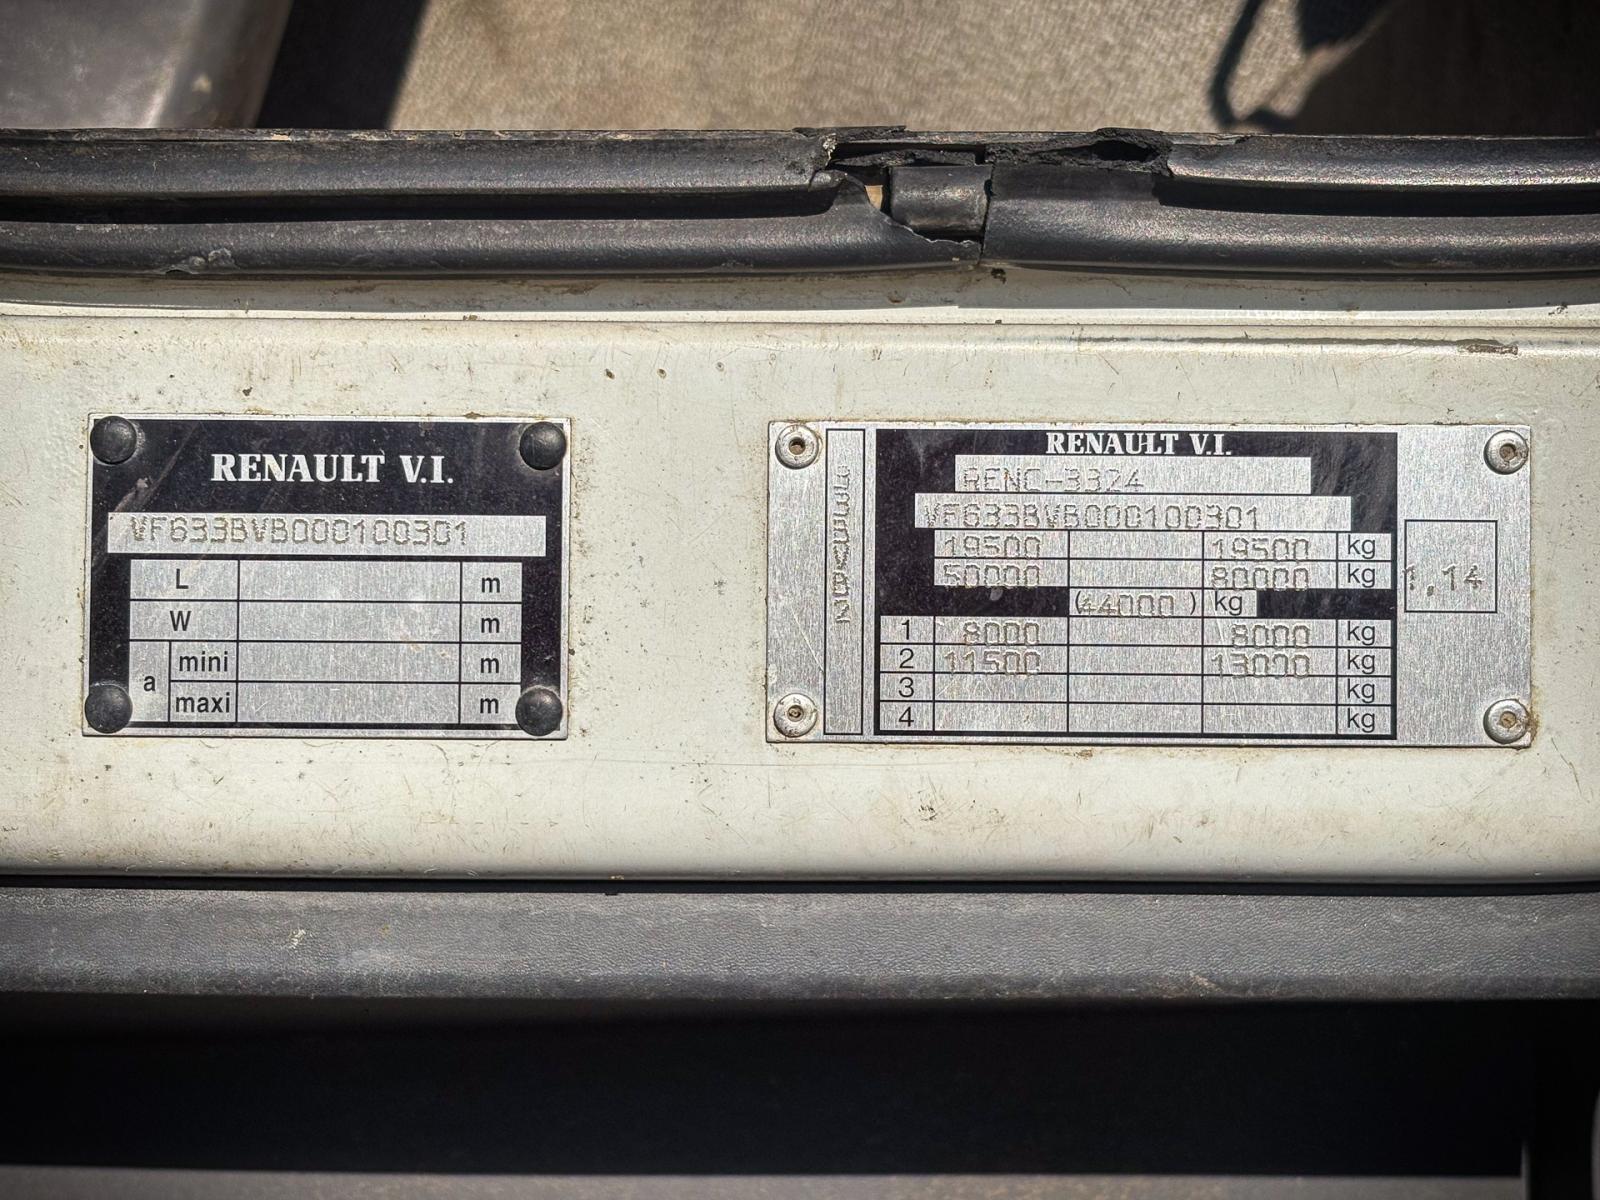 RENAULT V.I.
VF633BVB000100301
L m
W m
a mini m
maxi m
RENAULT V.I.
RENC-3324
VF633BVB000100301
19500 19500 kg
50000 80000 kg
(44000) kg
1 8000 8000 kg
2 11500 13000 kg
3 kg
4 kg
1,14